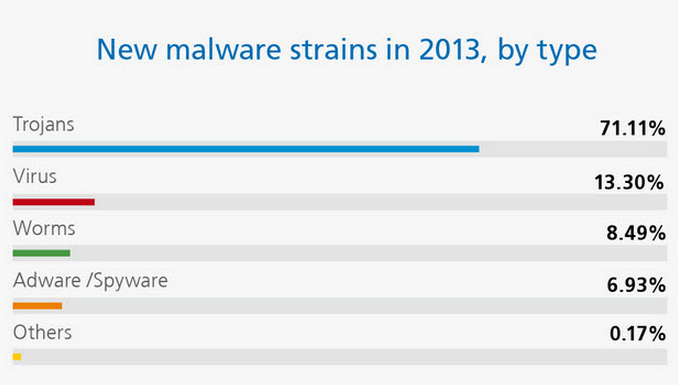 New malware strains in 2013, by type
Trojans 71.11%
Virus 13.30%
Worms 8.49%
Adware /Spyware 6.93%
Others 0.17%